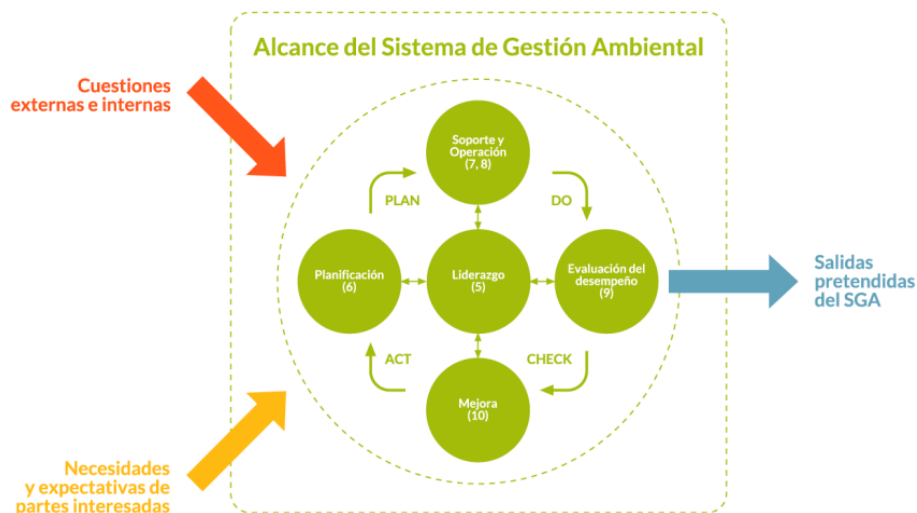 Alcance del Sistema de Gestión Ambiental
Cuestiones
externas e internas
Soporte y
Operación
(7, 8)
PLAN
DO
Planificación
(6)
Liderazgo
(5)
Evaluación del
desempeño
(9)
Salidas
pretendidas
del SGA
ACT
CHECK
Mejora
(10)
Necesidades
y expectativas de
partes interesadas